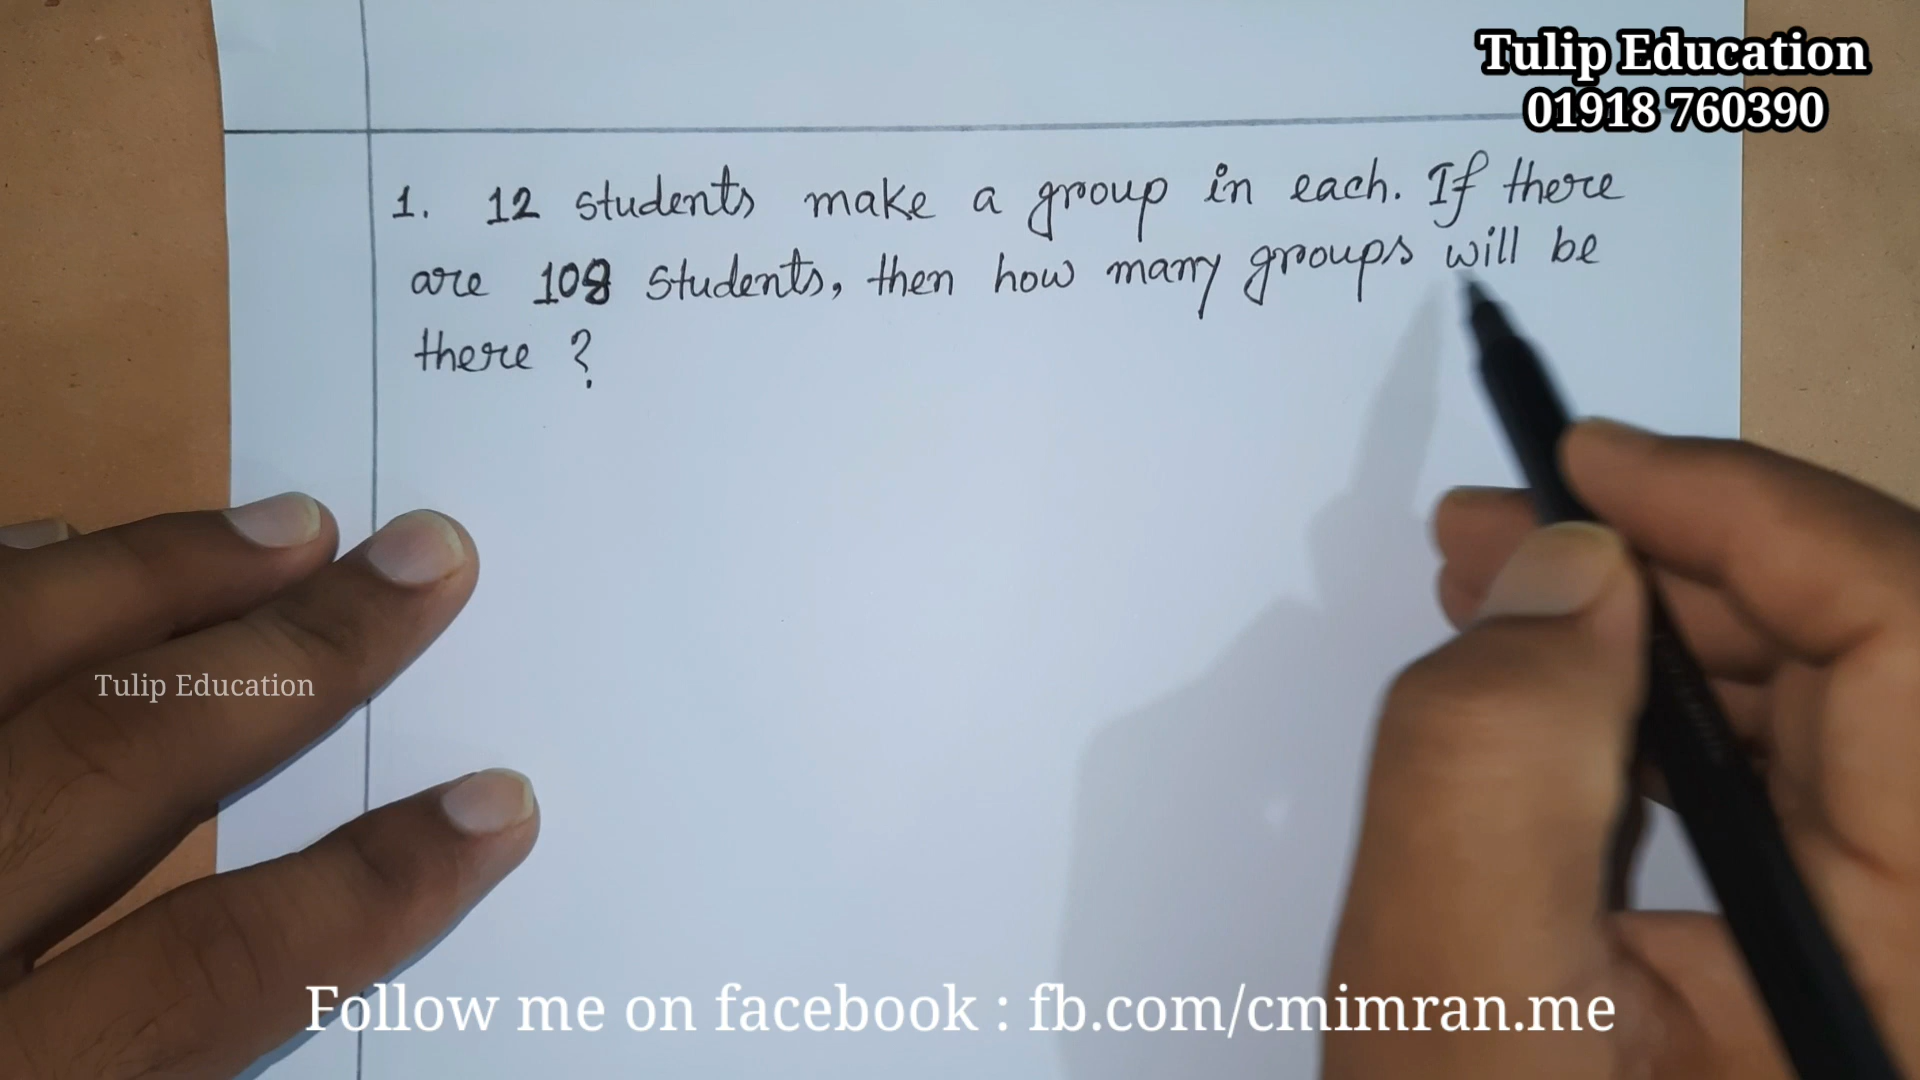 Tulip Education
01918 760390
1. 12 students make a group in each. If there
are 108 students, then how many groups will be
there ?
Tulip Education
Follow me on facebook : fb.com/cmimran.me